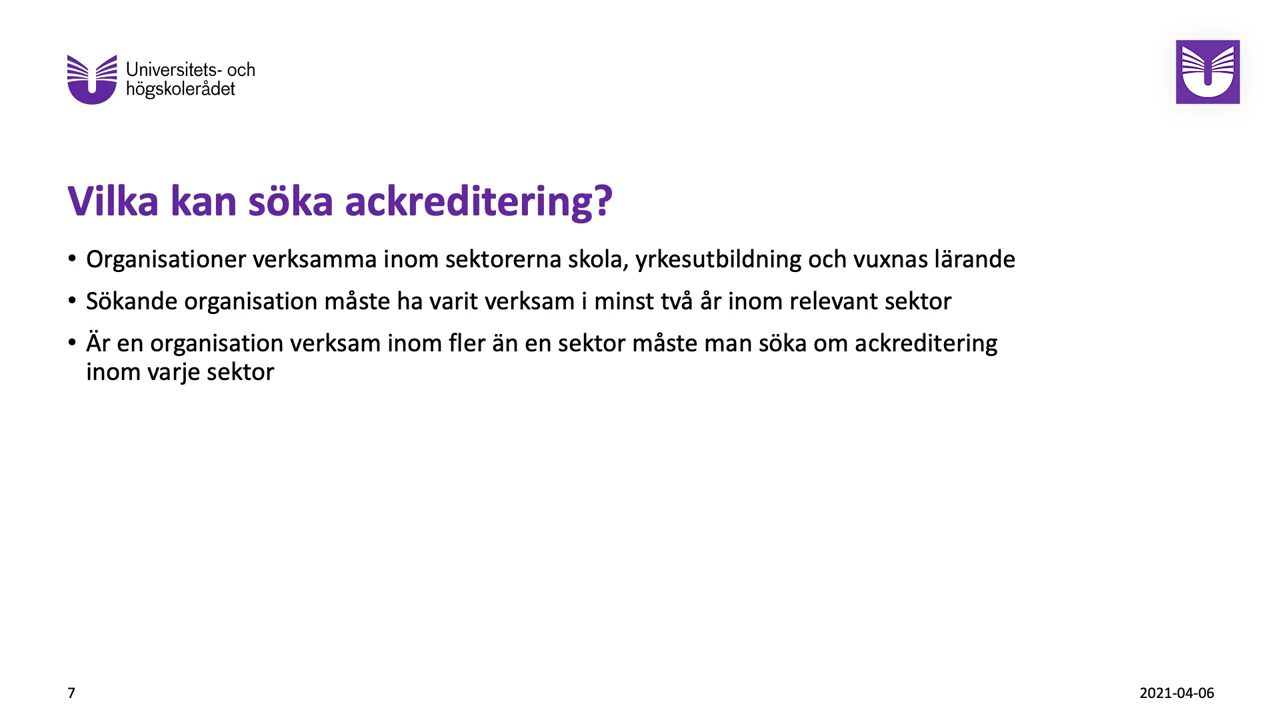 Universitets- och
högskolerådet
Vilka kan söka ackreditering?
• Organisationer verksamma inom sektorerna skola, yrkesutbildning och vuxnas lärande
• Sökande organisation måste ha varit verksam i minst två år inom relevant sektor
• Är en organisation verksam inom fler än en sektor måste man söka om ackreditering
inom varje sektor
7
2021-04-06